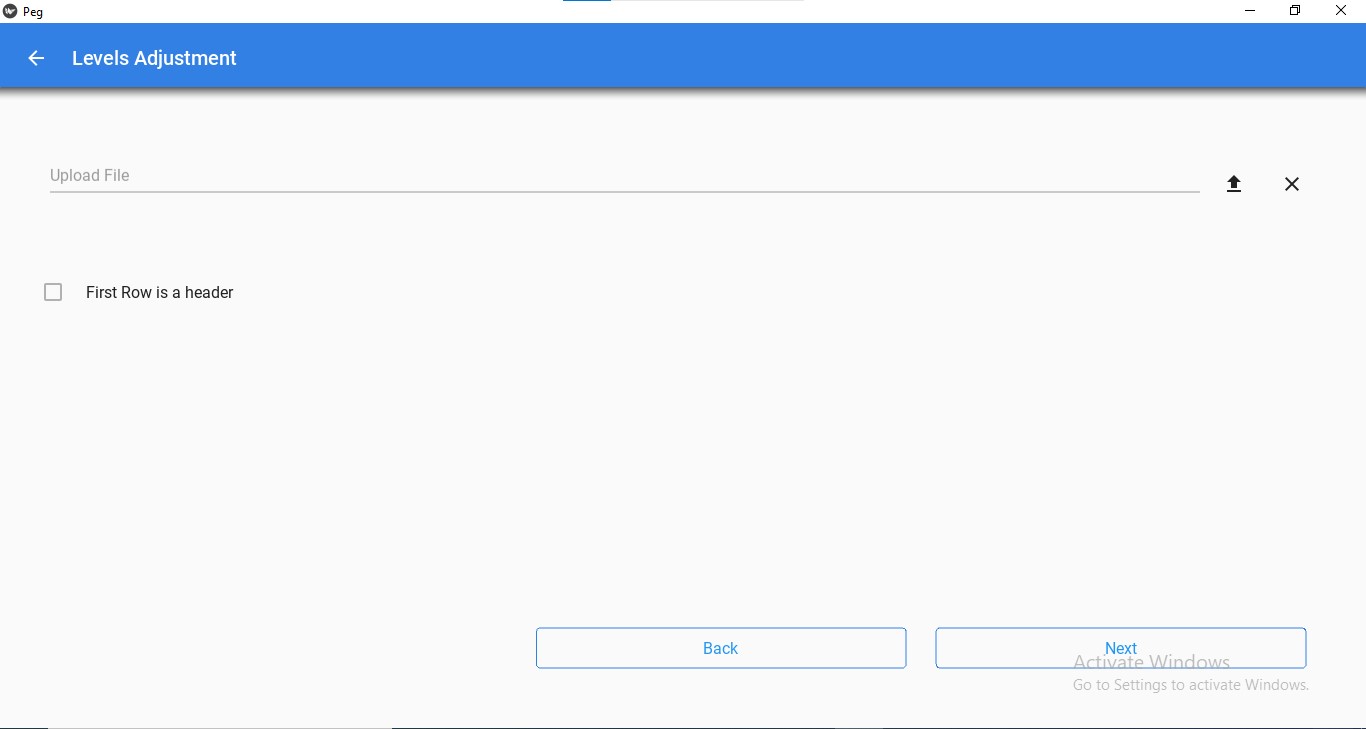 Peg
Levels Adjustment
Upload File
First Row is a header
Back
Next
Activate Windows
Go to Settings to activate Windows.